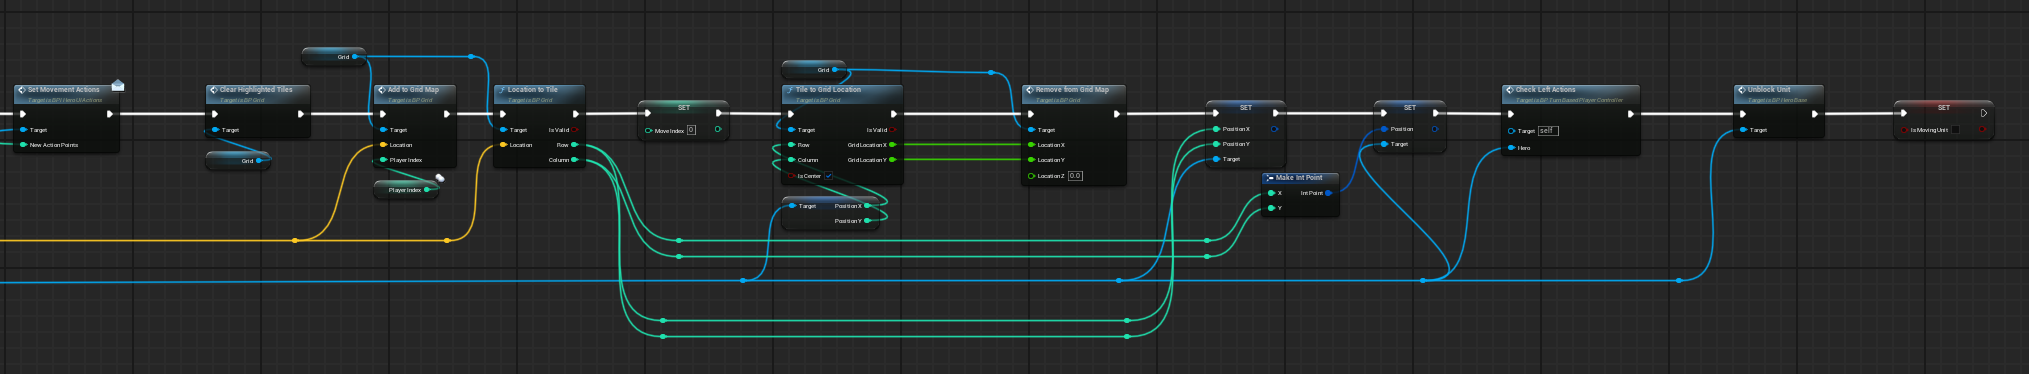 Set Movement Actions
Target is BPI Hero UI Actions
Target
New Action Points
Clear Highlighted Tiles
Target is BP Grid
Target
Grid
Grid
Add to Grid Map
Target is BP Grid
Target
Location
Player Index
Player Index
Location to Tile
Target is BP Grid
Target
Is Valid
Location
Row
Column
SET
Move Index 0
Grid
Tile to Grid Location
Target is BP Grid
Target
Is Valid
Row
Grid Location X
Column
Grid Location Y
Is Center
Target
Position X
Position Y
Remove from Grid Map
Target is BP Grid
Target
Location X
Location Y
Location Z 0.0
SET
Position X
Position Y
Target
Make Int Point
X
Int Point
Y
SET
Position
Target
Check Left Actions
Target is BP Turn Based Player Controller
Target self
Hero
Unblock Unit
Target is BP Hero Base
Target
SET
Is Moving Unit